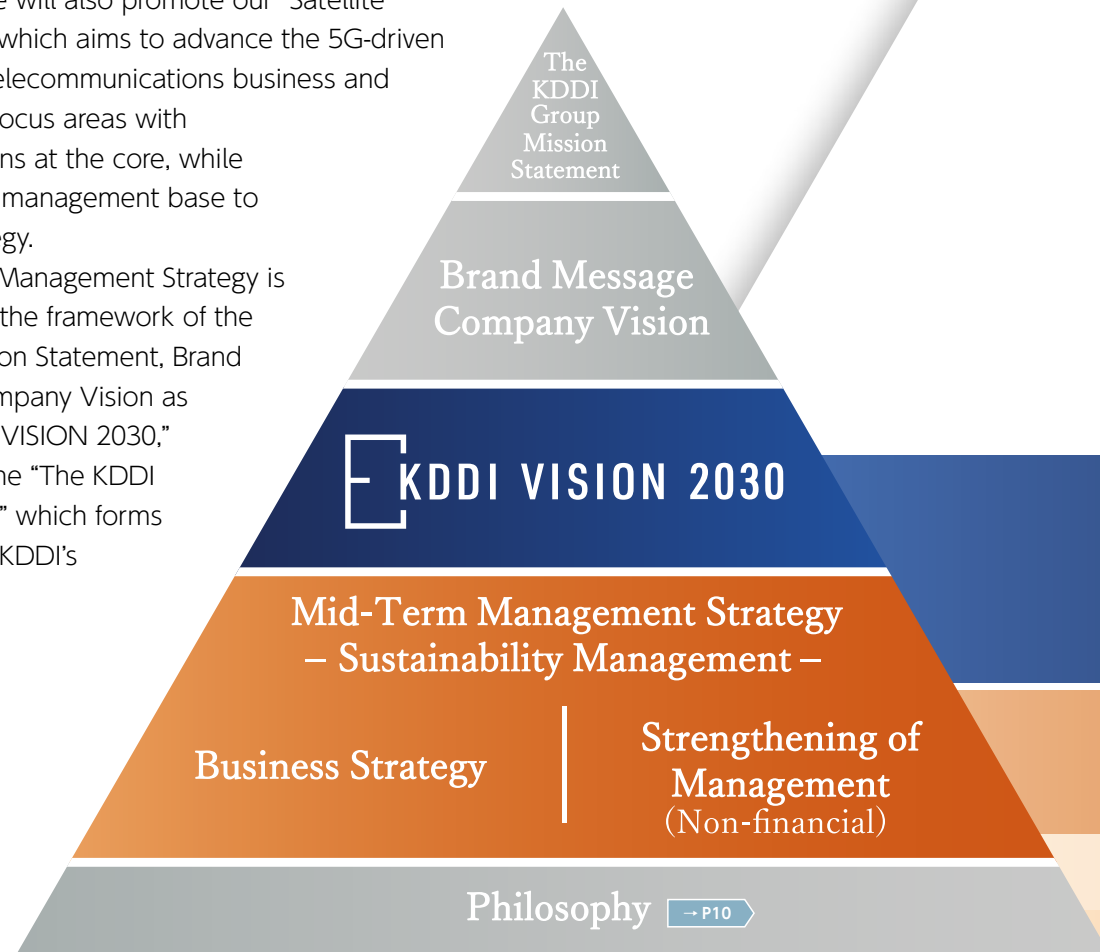 will also promote our "Satellite
which aims to advance the 5G-driven
elecommunications business and
ocus areas with
ns at the core, while
management base to
egy.
Management Strategy is
the framework of the
on Statement, Brand
mpany Vision as
VISION 2030,”
ne “The KDDI
” which forms
KDDI’s
The
KDDI
Group
Mission
Statement
Brand Message
Company Vision
KDDI VISION 2030
Mid-Term Management Strategy
– Sustainability Management –
Business Strategy
Strengthening of
Management
(Non-financial)
Philosophy →P10